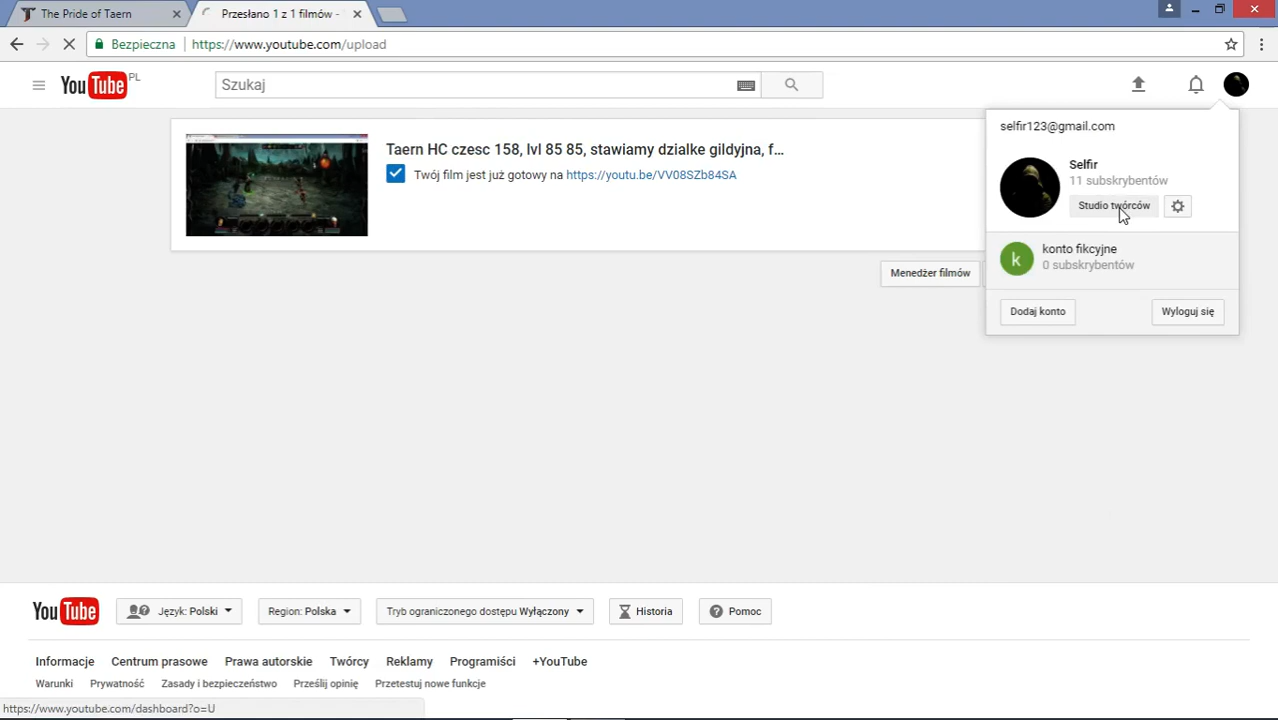 The Pride of Taern
Przesłano 1 z 1 filmów -
Bezpieczna
https://www.youtube.com/upload
YouTube PL
Szukaj
selfir123@gmail.com
Selfir
11 subskrybentów
Studio twórców
konto fikcyjne
0 subskrybentów
Dodaj konto
Wyloguj się
Taern HC czesc 158, lvl 85 85, stawiamy dzialke gildyjna, f...
Twój film jest już gotowy na https://youtu.be/VV08SZb84SA
Menedżer filmów
YouTube
Język: Polski
Region: Polska
Tryb ograniczonego dostępu Wyłączony
Historia
Pomoc
Informacje Centrum prasowe Prawa autorskie Twórcy Reklamy Programiści +YouTube
Warunki Prywatność Zasady i bezpieczeństwo Prześlij opinię Przetestuj nowe funkcje
https://www.youtube.com/dashboard?o=U